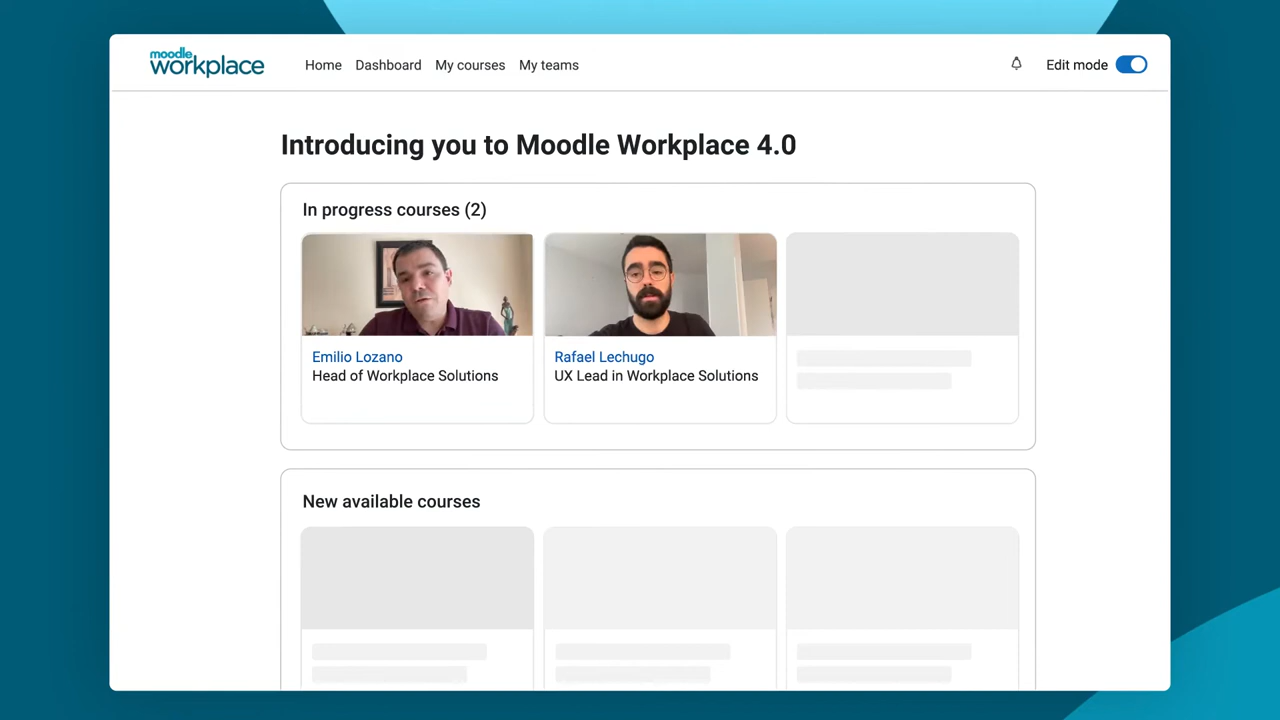 moodle
workplace
Home Dashboard My courses My teams
Edit mode
Introducing you to Moodle Workplace 4.0
In progress courses (2)
Emilio Lozano
Head of Workplace Solutions
Rafael Lechugo
UX Lead in Workplace Solutions
New available courses